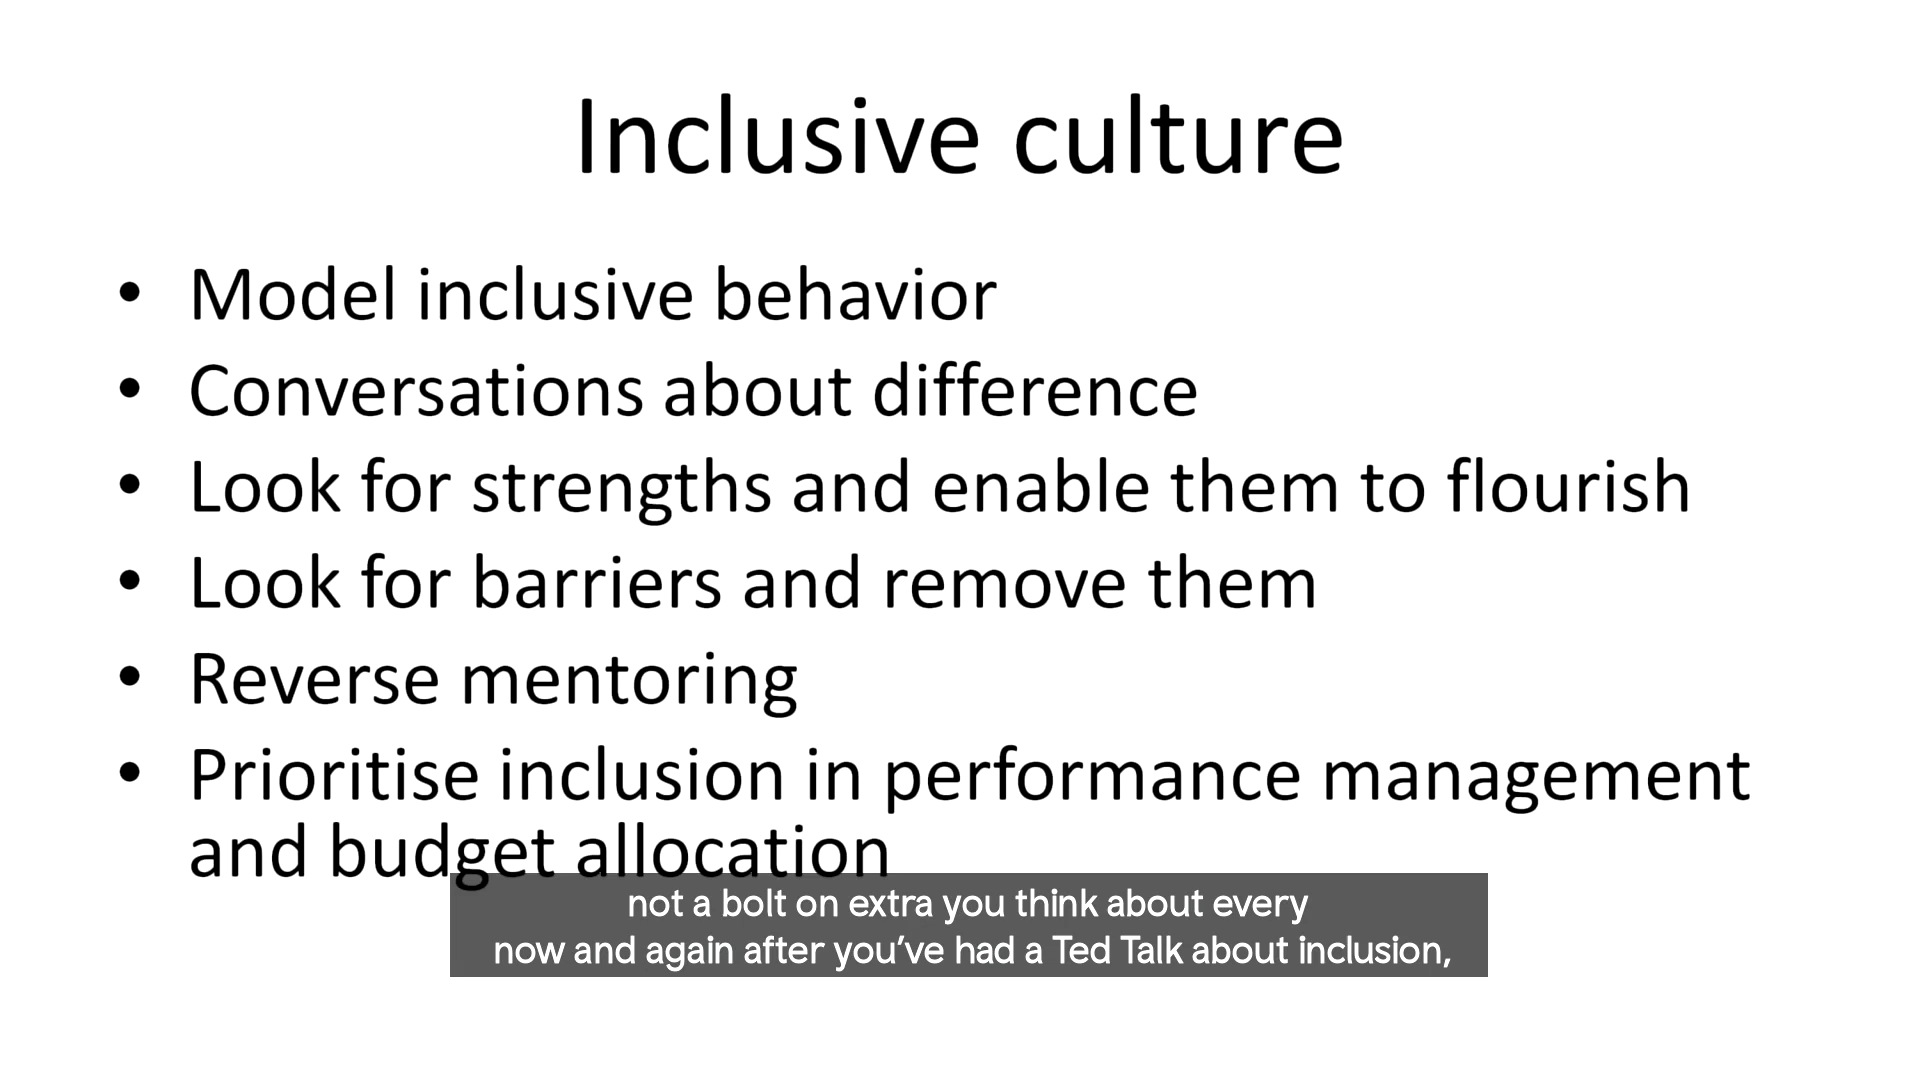 Inclusive culture
• Model inclusive behavior
• Conversations about difference
• Look for strengths and enable them to flourish
• Look for barriers and remove them
• Reverse mentoring
• Prioritise inclusion in performance management
and budget allocation
not a bolt on extra you think about every
now and again after you’ve had a Ted Talk about inclusion,